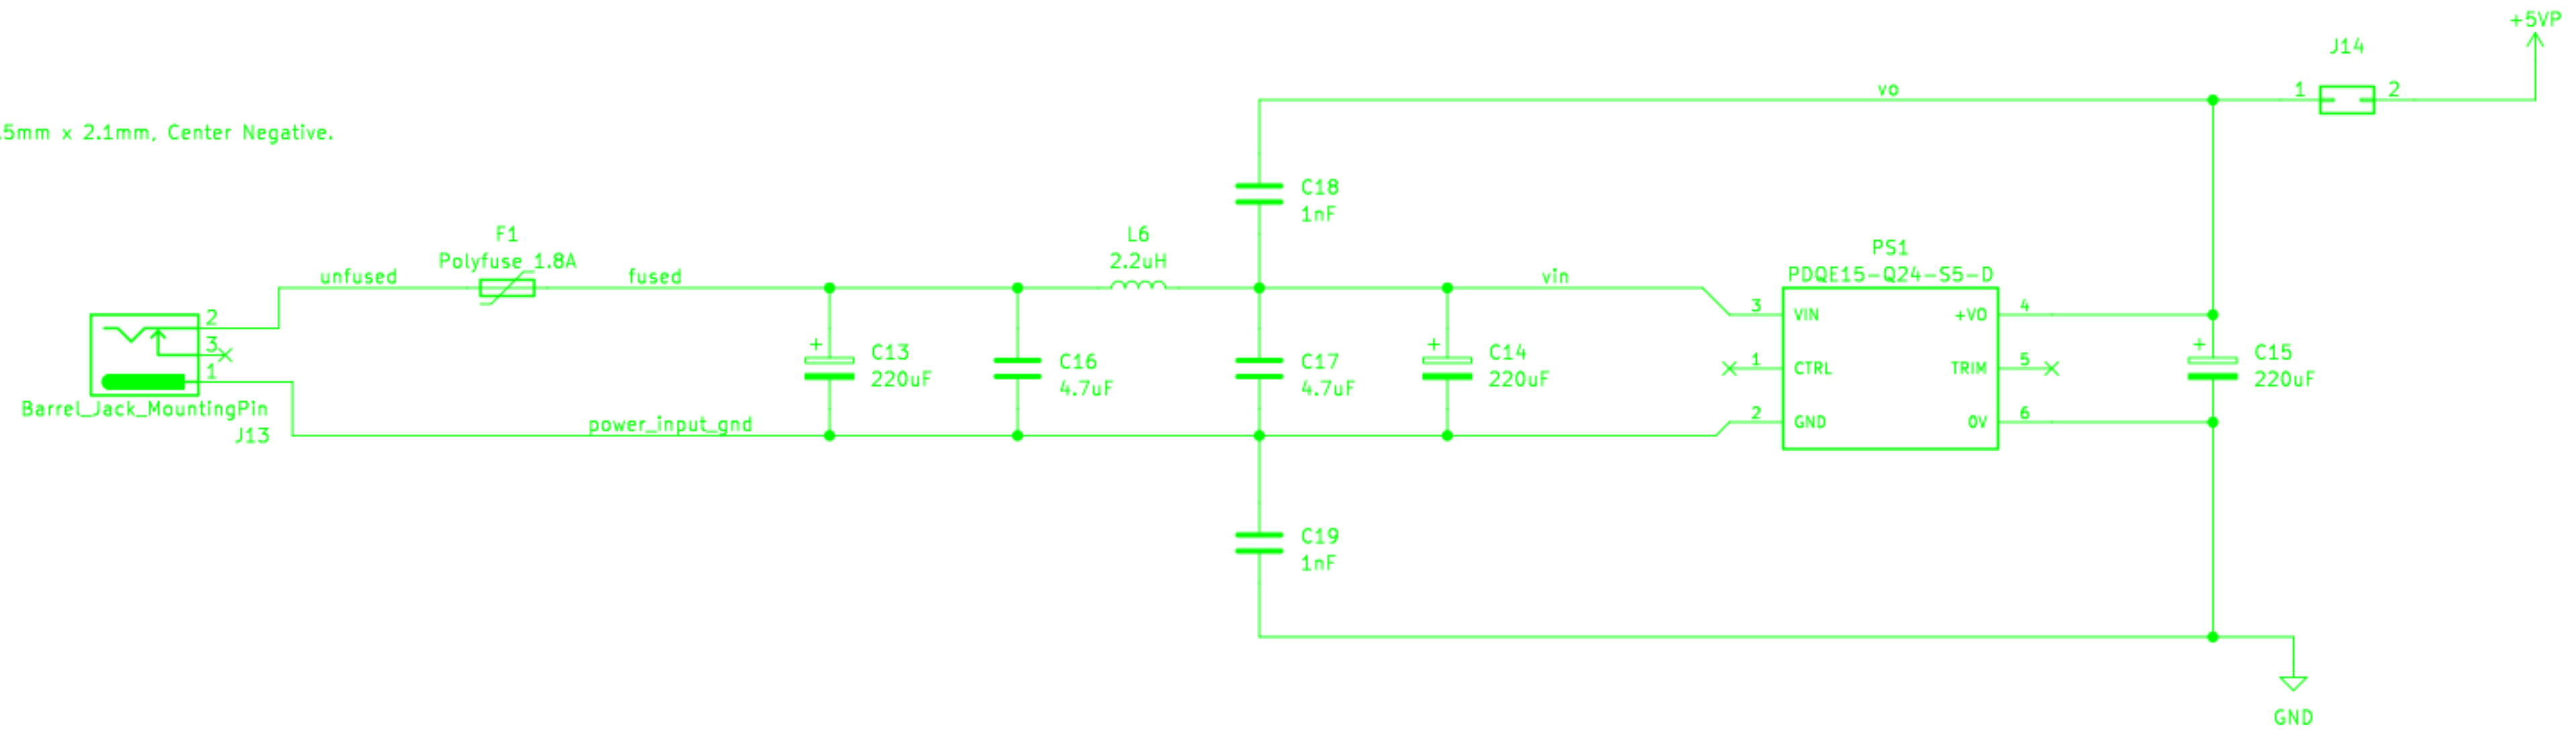 +5VP
J14
1 2
vo
.5mm x 2.1mm, Center Negative.
C18
1nF
F1
Polyfuse_1.8A
unfused
fused
L6
2.2uH
vin
PS1
PDQE15-Q24-S5-D
2
3
1
Barrel_Jack_MountingPin
J13
power_input_gnd
C13
220uF
C16
4.7uF
C17
4.7uF
C14
220uF
3 VIN +VO 4
1 CTRL TRIM 5
2 GND 0V 6
C15
220uF
C19
1nF
GND